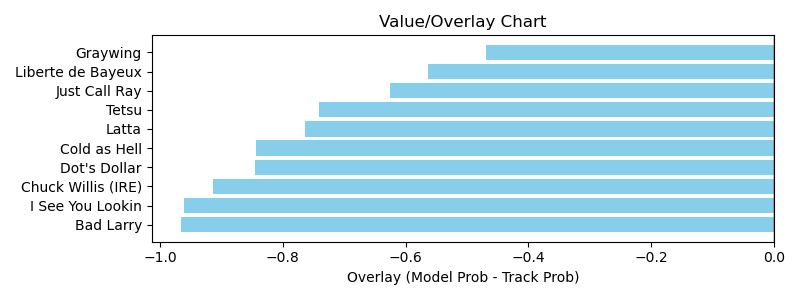 Value/Overlay Chart
Graywing
Liberte de Bayeux
Just Call Ray
Tetsu
Latta
Cold as Hell
Dot's Dollar
Chuck Willis (IRE)
I See You Lookin
Bad Larry
−1.0 −0.8 −0.6 −0.4 −0.2 0.0
Overlay (Model Prob - Track Prob)